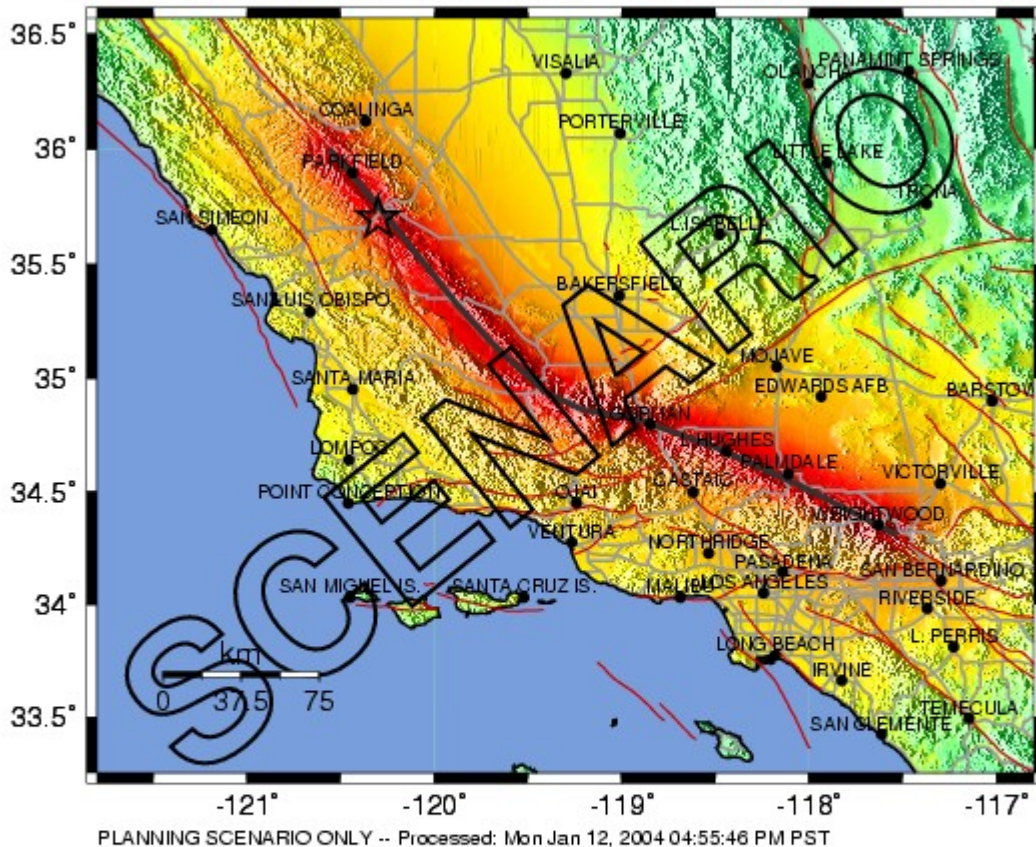 36.5°
VISALIA
PANAMINT SPRINGS
OLANCHA
COALINGA
PORTERVILLE
36°
PARKFIELD
LITTLE LAKE
TRONA
SAN SIMEON
L.ISABELLA
35.5°
SAN LUIS OBISPO
BAKERSFIELD
MOJAVE
35°
SANTA MARIA
EDWARDS AFB
BARSTOW
GORMAN
L.HUGHES
LOMPOC
PALMDALE
VICTORVILLE
34.5°
POINT CONCEPTION
OJAI
CASTAIC
WRIGHTWOOD
VENTURA
NORTHRIDGE
PASADENA
SAN BERNARDINO
SAN MIGUEL IS.
SANTA CRUZ IS.
MALIBU
LOS ANGELES
34°
RIVERSIDE
LONG BEACH
L. PERRIS
km
IRVINE
0 37.5 75
33.5°
SAN CLEMENTE
TEMECULA
SCENARIO
-121° -120° -119° -118° -117°
PLANNING SCENARIO ONLY -- Processed: Mon Jan 12, 2004 04:55:46 PM PST